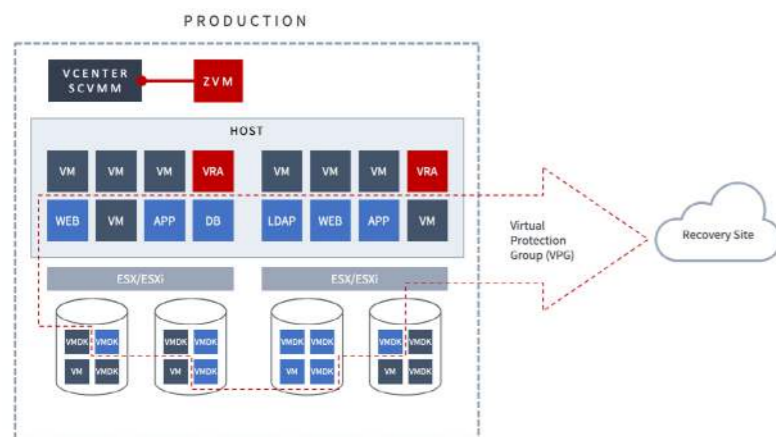 PRODUCTION
VCENTER
SCVMM
ZVM
HOST
VM VM VM VRA VM VM VM VRA
WEB VM APP DB LDAP WEB APP VM
ESX/ESXi ESX/ESXi
VMDK VMDK VMDK VMDK VMDK VMDK VMDK VMDK
VM VMDK VM VMDK VM VMDK VM VMDK
Virtual
Protection
Group (VPG)
Recovery Site